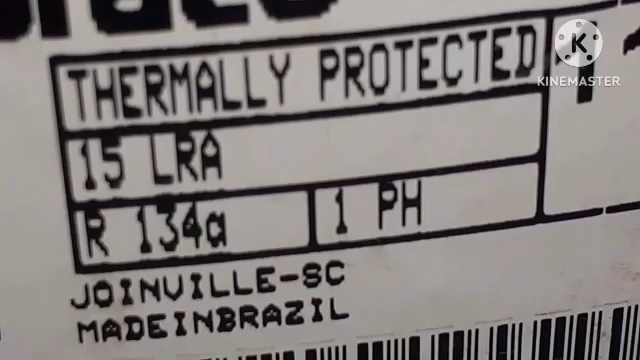 THERMALLY PROTECTED
15 LRA
R 134a
1 PH
JOINVILLE-SC
MADEINBRAZIL
KINEMASTER